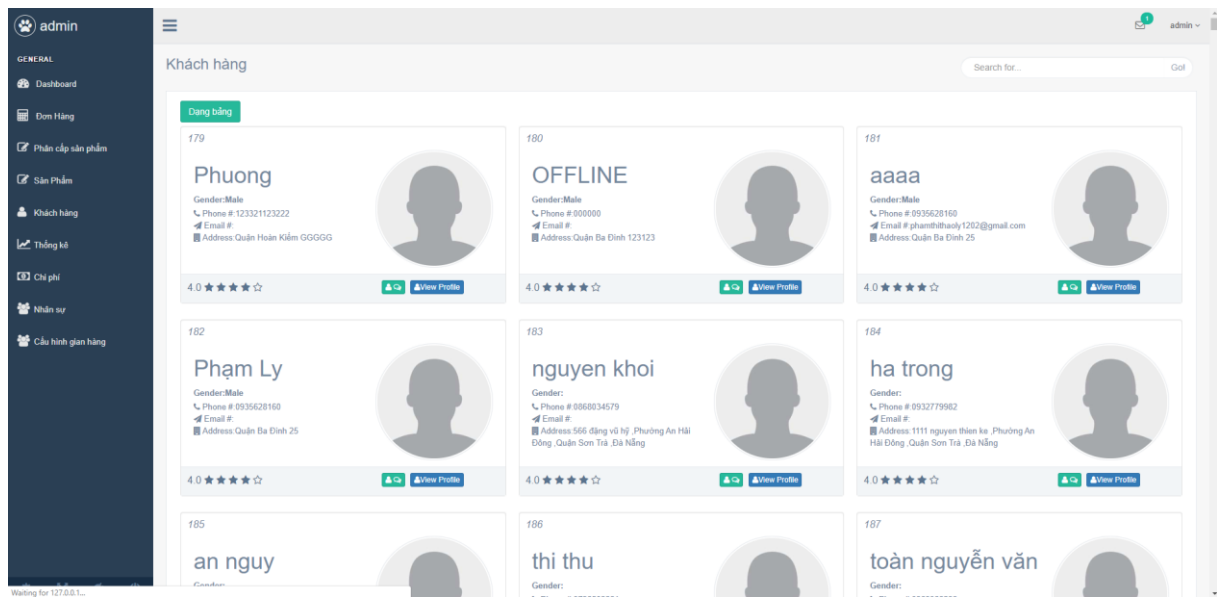 admin
1
admin
GENERAL
Dashboard
Đơn Hàng
Phân cấp sản phẩm
Sản Phẩm
Khách hàng
Thống kê
Chi phí
Nhân sự
Cấu hình gian hàng
Khách hàng
Search for...
Go!
Dạng bảng
179
Phuong
Gender:Male
Phone #:123321123222
Email #:
Address:Quận Hoàn Kiếm GGGGG
4.0
View Profile
180
OFFLINE
Gender:Male
Phone #:000000
Email #:
Address:Quận Ba Đình 123123
4.0
View Profile
181
aaaa
Gender:Male
Phone #:0935628160
Email #:phamthithaoly1202@gmail.com
Address:Quận Ba Đình 25
4.0
View Profile
182
Phạm Ly
Gender:Male
Phone #:0935628160
Email #:
Address:Quận Ba Đình 25
4.0
View Profile
183
nguyen khoi
Gender:
Phone #:0868034579
Email #:
Address:566 đặng vũ hỷ ,Phường An Hải
Đông ,Quận Sơn Trà ,Đà Nẵng
4.0
View Profile
184
ha trong
Gender:
Phone #:0932779982
Email #:
Address:1111 nguyen thien ke ,Phường An
Hải Đông ,Quận Sơn Trà ,Đà Nẵng
4.0
View Profile
185
an nguy
Gender:
186
thi thu
Gender:
187
toàn nguyễn văn
Gender:
Waiting for 127.0.0.1...